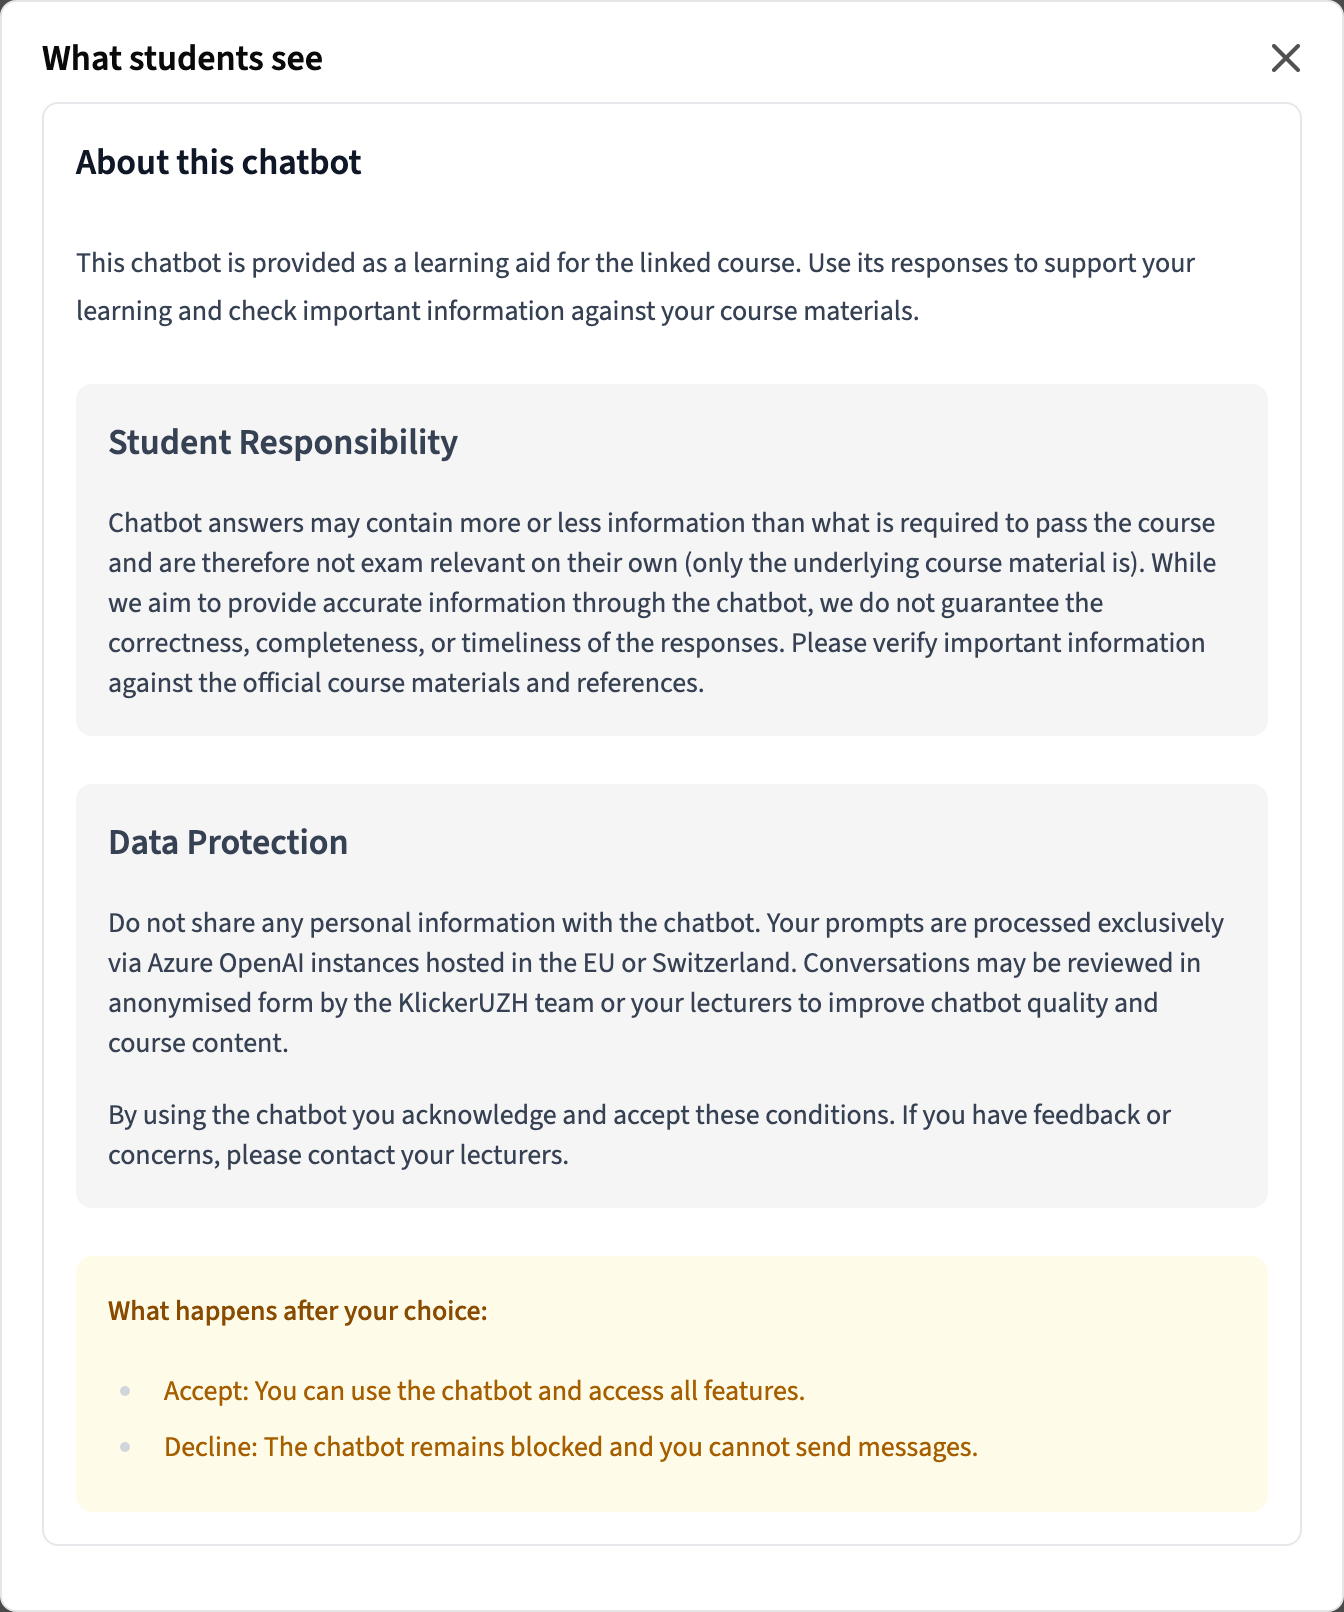 What students see
About this chatbot
This chatbot is provided as a learning aid for the linked course. Use its responses to support your
learning and check important information against your course materials.
Student Responsibility
Chatbot answers may contain more or less information than what is required to pass the course
and are therefore not exam relevant on their own (only the underlying course material is). While
we aim to provide accurate information through the chatbot, we do not guarantee the
correctness, completeness, or timeliness of the responses. Please verify important information
against the official course materials and references.
Data Protection
Do not share any personal information with the chatbot. Your prompts are processed exclusively
via Azure OpenAI instances hosted in the EU or Switzerland. Conversations may be reviewed in
anonymised form by the KlickerUZH team or your lecturers to improve chatbot quality and
course content.
By using the chatbot you acknowledge and accept these conditions. If you have feedback or
concerns, please contact your lecturers.
What happens after your choice:
Accept: You can use the chatbot and access all features.
Decline: The chatbot remains blocked and you cannot send messages.